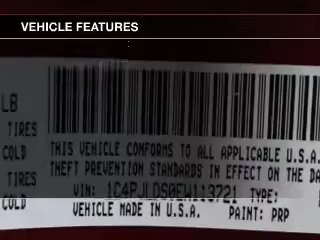 VEHICLE FEATURES
LB
TIRES
COLD
THIS VEHICLE CONFORMS TO ALL APPLICABLE U.S.A.
THEFT PREVENTION STANDARDS IN EFFECT ON THE DA
TIRES
VIN: 1C4PJLDS0EW113721 TYPE:
COLD
VEHICLE MADE IN U.S.A. PAINT: PRP